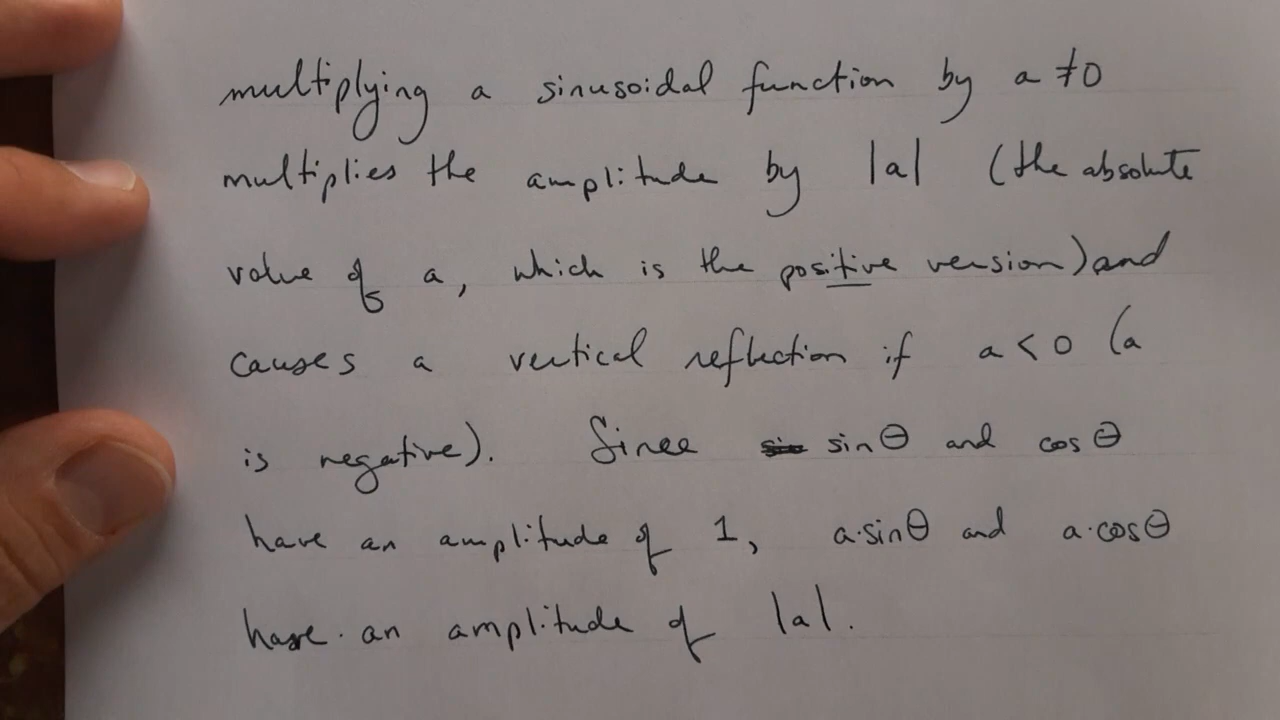 multiplying a sinusoidal function by a ≠ 0
multiplies the amplitude by |a| (the absolute
value of a, which is the positive version) and
causes a vertical reflection if a < 0 (a
is negative). Since sin θ and cos θ
have an amplitude of 1, a·sinθ and a·cosθ
have an amplitude of |a|.